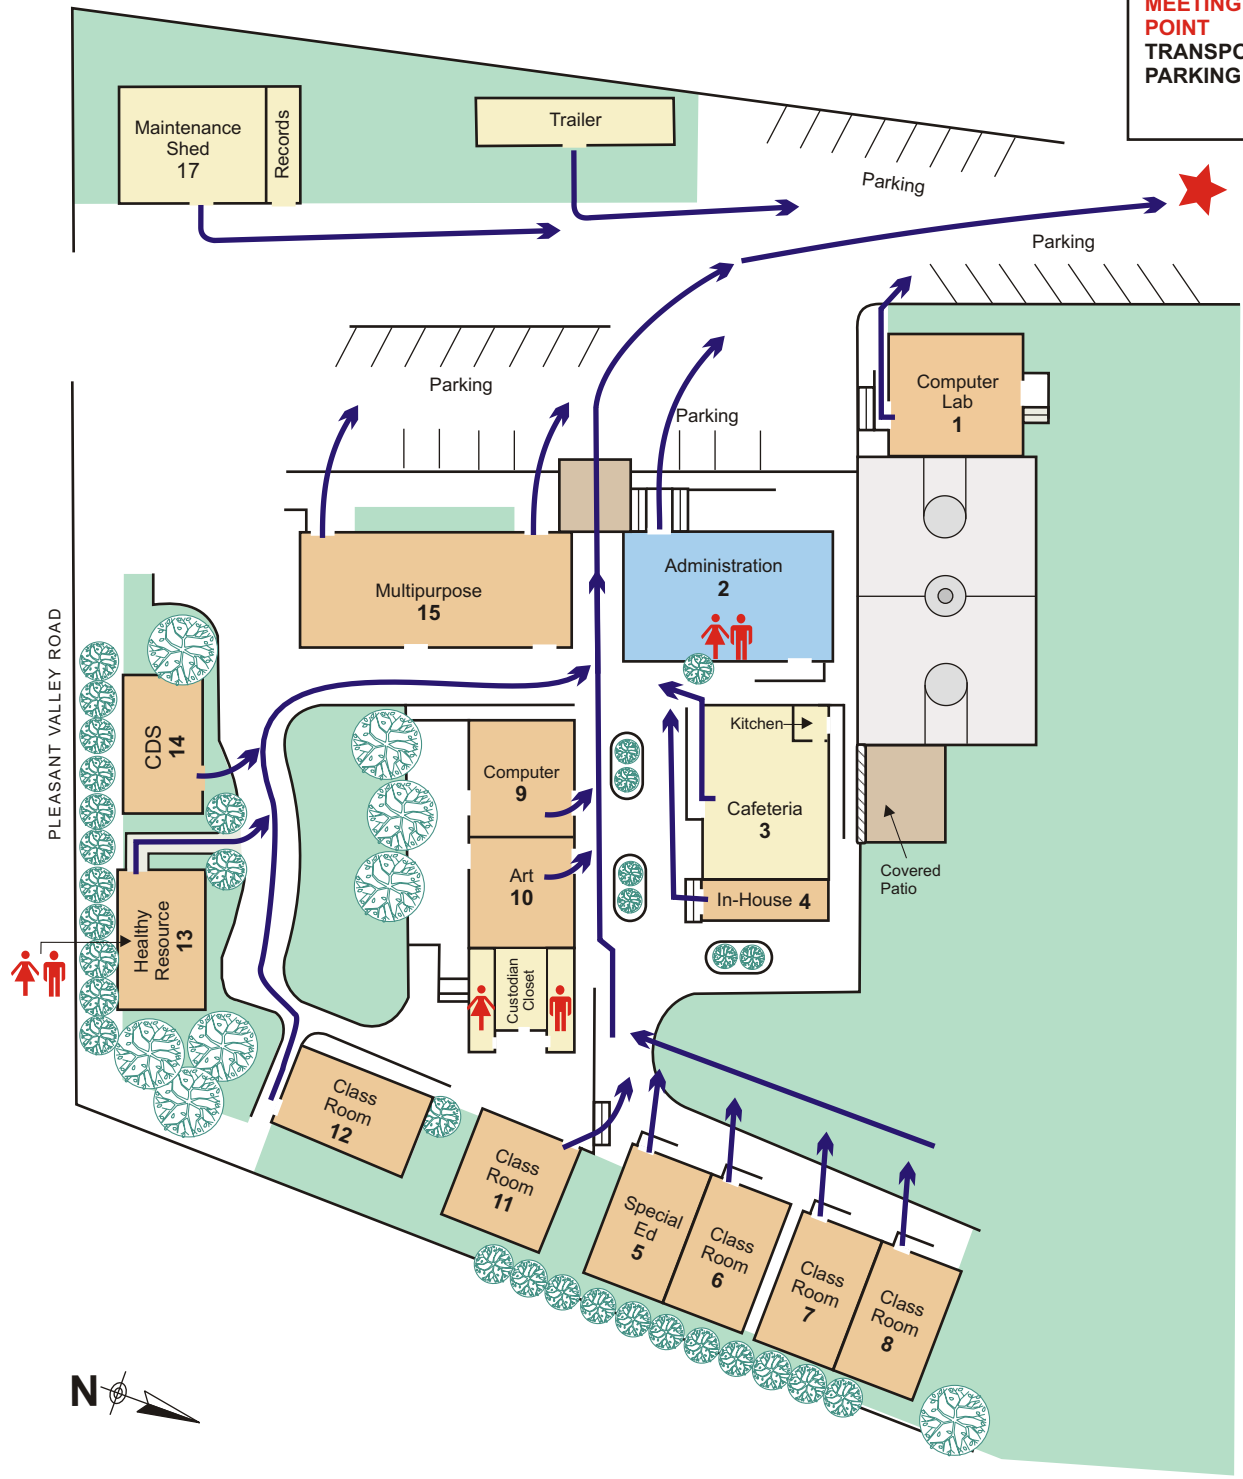 MEETING
POINT
PARKING
Maintenance
Shed
17
Records
Trailer
Parking
Parking
Parking
Parking
Computer
Lab
1
Administration
2
Multipurpose
15
PLEASANT VALLEY ROAD
CDS
14
Kitchen
Computer
9
Cafeteria
3
Covered
Patio
Art
10
In-House 4
Healthy
Resource
13
Custodian
Closet
Class
Room
12
Class
Room
11
Special
Ed
5
Class
Room
6
Class
Room
7
Class
Room
8
N